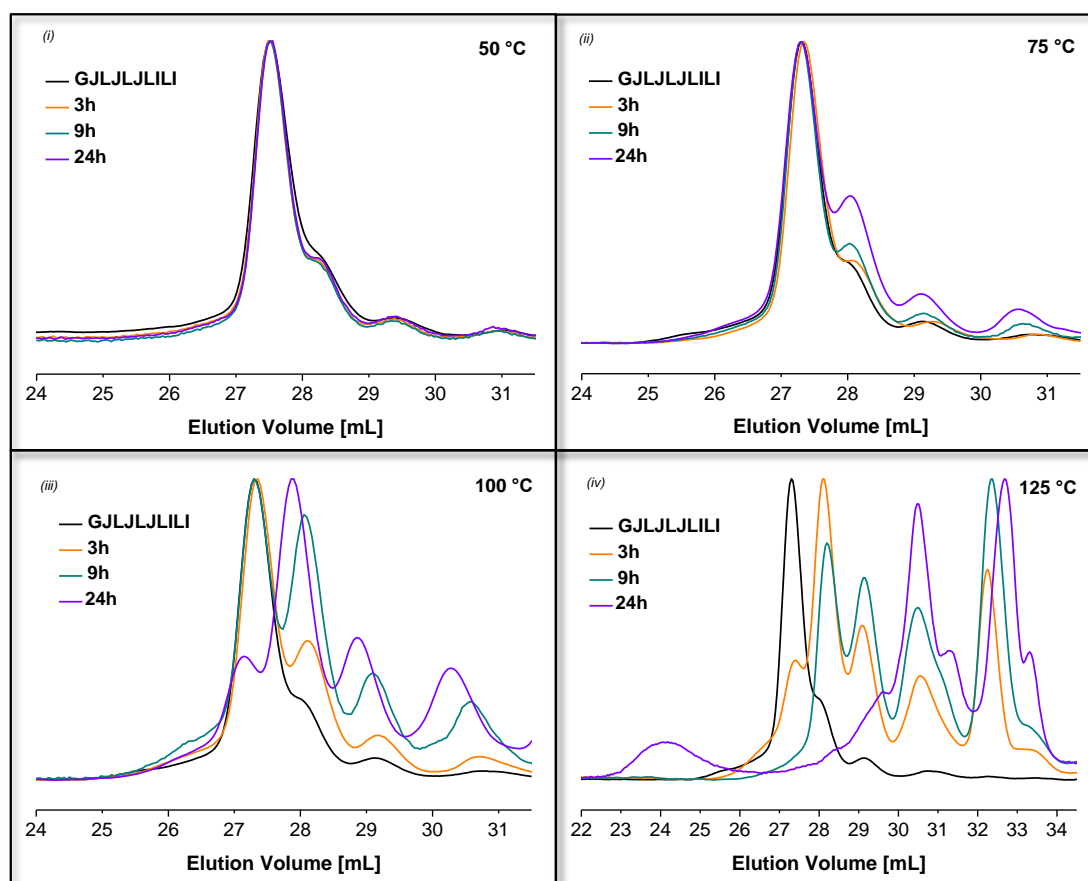 (i)
50 °C
GJLJLJLILI
3h
9h
24h
24 25 26 27 28 29 30 31
Elution Volume [mL]
(ii)
75 °C
GJLJLJLILI
3h
9h
24h
24 25 26 27 28 29 30 31
Elution Volume [mL]
(iii)
100 °C
GJLJLJLILI
3h
9h
24h
24 25 26 27 28 29 30 31
Elution Volume [mL]
(iv)
125 °C
GJLJLJLILI
3h
9h
24h
22 23 24 25 26 27 28 29 30 31 32 33 34
Elution Volume [mL]